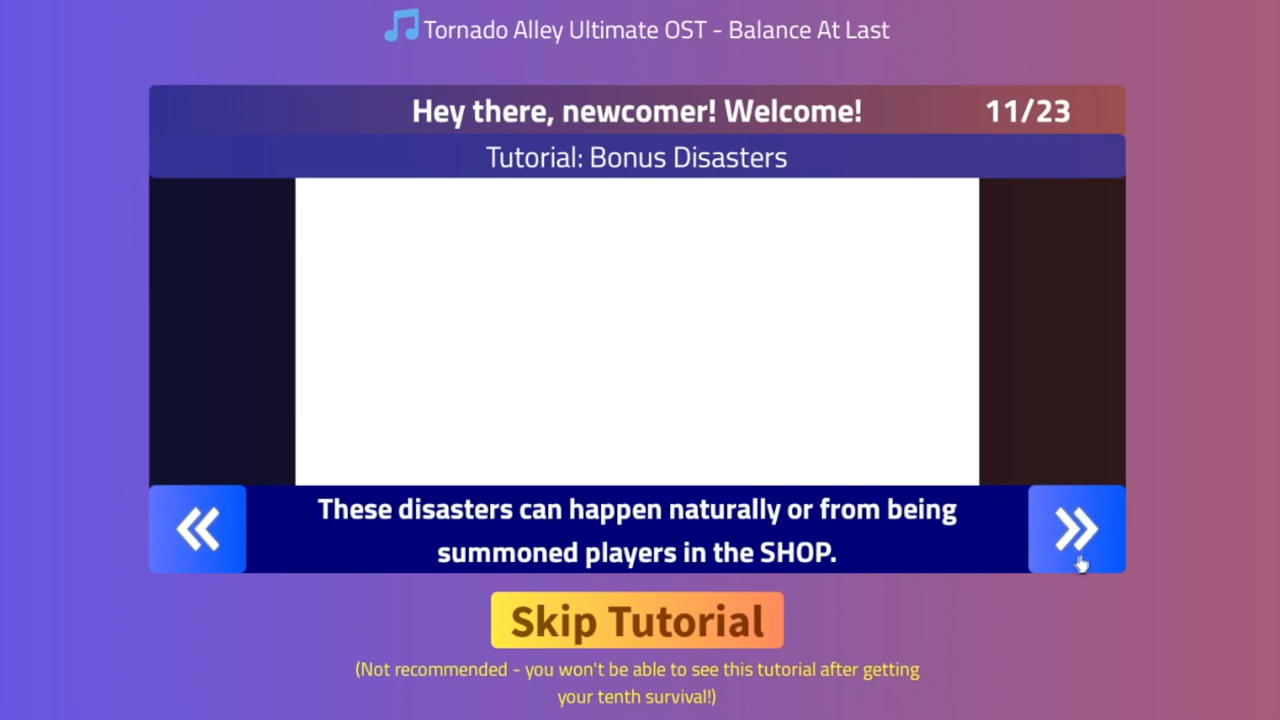 Tornado Alley Ultimate OST - Balance At Last
Hey there, newcomer! Welcome!
11/23
Tutorial: Bonus Disasters
These disasters can happen naturally or from being
summoned players in the SHOP.
Skip Tutorial
(Not recommended - you won't be able to see this tutorial after getting
your tenth survival!)